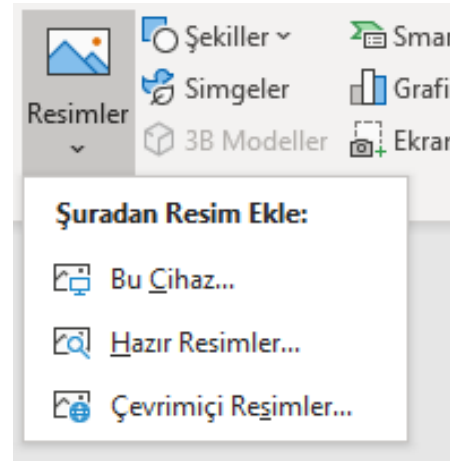 Resimler
Şekiller
Simgeler
3B Modeller
Şuradan Resim Ekle:
Bu Cihaz...
Hazır Resimler...
Çevrimiçi Resimler...